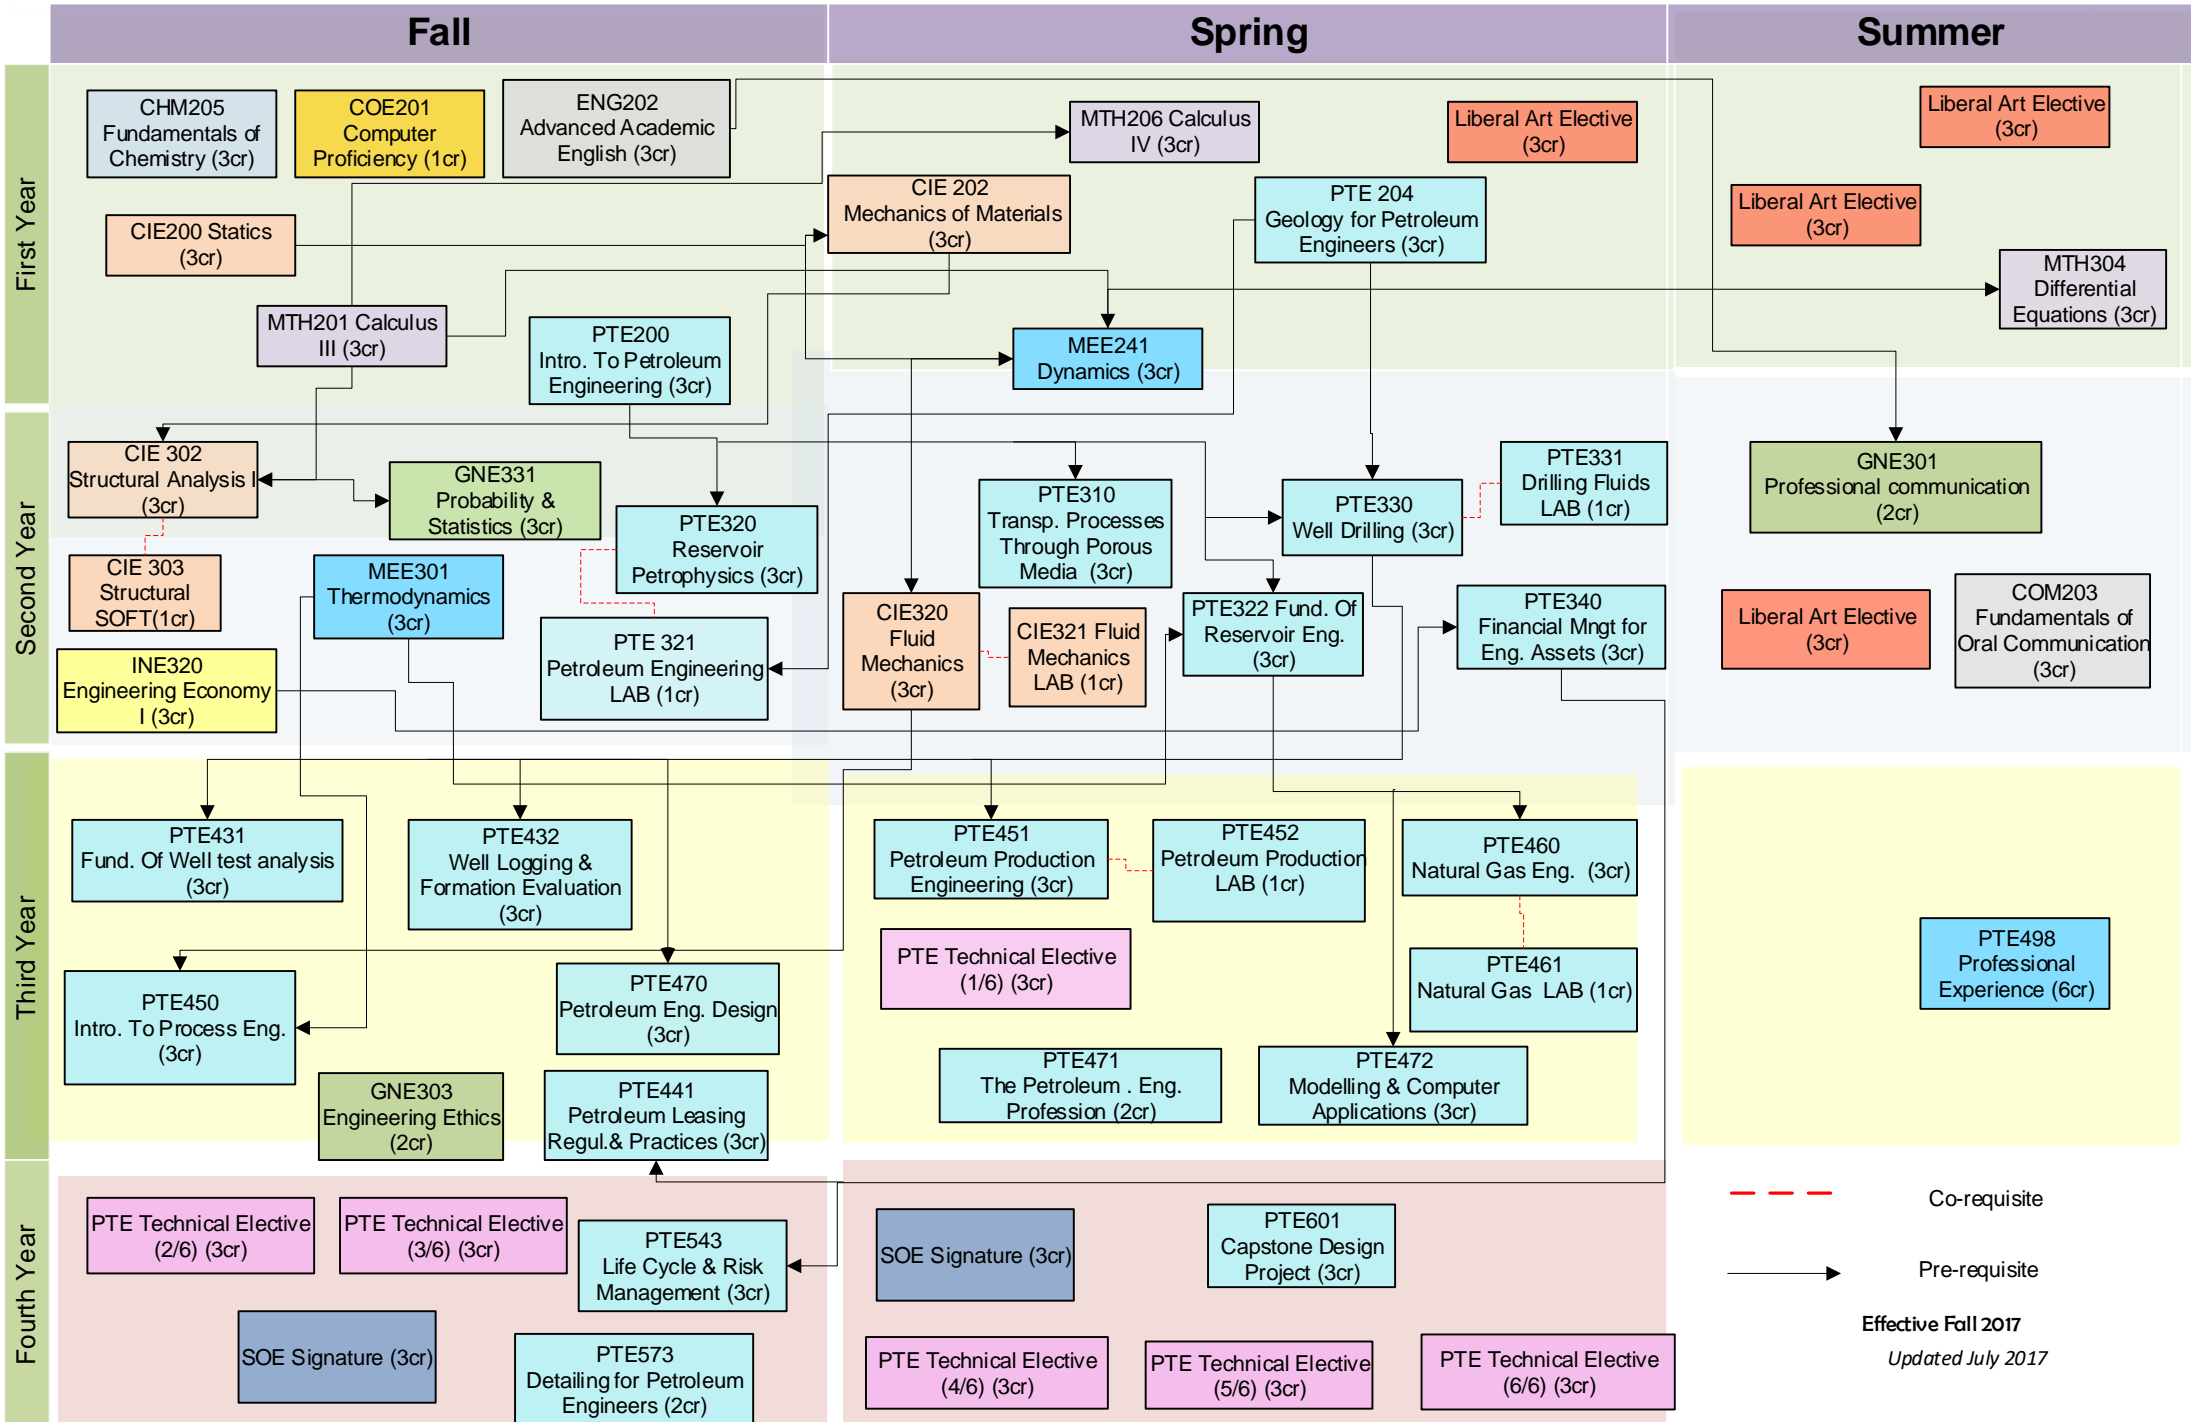 Fall
Spring
Summer
First Year
CHM205
Fundamentals of
Chemistry (3cr)
COE201
Computer
Proficiency (1cr)
ENG202
Advanced Academic
English (3cr)
MTH206 Calculus
IV (3cr)
Liberal Art Elective
(3cr)
Liberal Art Elective
(3cr)
CIE200 Statics
(3cr)
CIE 202
Mechanics of Materials
(3cr)
PTE 204
Geology for Petroleum
Engineers (3cr)
Liberal Art Elective
(3cr)
MTH201 Calculus
III (3cr)
PTE200
Intro. To Petroleum
Engineering (3cr)
MEE241
Dynamics (3cr)
MTH304
Differential
Equations (3cr)
Second Year
CIE 302
Structural Analysis I
(3cr)
GNE331
Probability &
Statistics (3cr)
PTE320
Reservoir
Petrophysics (3cr)
PTE310
Transp. Processes
Through Porous
Media (3cr)
PTE330
Well Drilling (3cr)
PTE331
Drilling Fluids
LAB (1cr)
GNE301
Professional communication
(2cr)
CIE 303
Structural
SOFT(1cr)
MEE301
Thermodynamics
(3cr)
PTE 321
Petroleum Engineering
LAB (1cr)
CIE320
Fluid
Mechanics
(3cr)
CIE321 Fluid
Mechanics
LAB (1cr)
PTE322 Fund. Of
Reservoir Eng.
(3cr)
PTE340
Financial Mngt for
Eng. Assets (3cr)
Liberal Art Elective
(3cr)
COM203
Fundamentals of
Oral Communication
(3cr)
INE320
Engineering Economy
I (3cr)
Third Year
PTE431
Fund. Of Well test analysis
(3cr)
PTE432
Well Logging &
Formation Evaluation
(3cr)
PTE451
Petroleum Production
Engineering (3cr)
PTE452
Petroleum Production
LAB (1cr)
PTE460
Natural Gas Eng. (3cr)
PTE450
Intro. To Process Eng.
(3cr)
PTE470
Petroleum Eng. Design
(3cr)
PTE Technical Elective
(1/6) (3cr)
PTE461
Natural Gas LAB (1cr)
PTE498
Professional
Experience (6cr)
GNE303
Engineering Ethics
(2cr)
PTE441
Petroleum Leasing
Regul.& Practices (3cr)
PTE471
The Petroleum . Eng.
Profession (2cr)
PTE472
Modelling & Computer
Applications (3cr)
Fourth Year
PTE Technical Elective
(2/6) (3cr)
PTE Technical Elective
(3/6) (3cr)
PTE543
Life Cycle & Risk
Management (3cr)
SOE Signature (3cr)
PTE601
Capstone Design
Project (3cr)
SOE Signature (3cr)
PTE573
Detailing for Petroleum
Engineers (2cr)
PTE Technical Elective
(4/6) (3cr)
PTE Technical Elective
(5/6) (3cr)
PTE Technical Elective
(6/6) (3cr)
Co-requisite
Pre-requisite
Effective Fall 2017
Updated July 2017